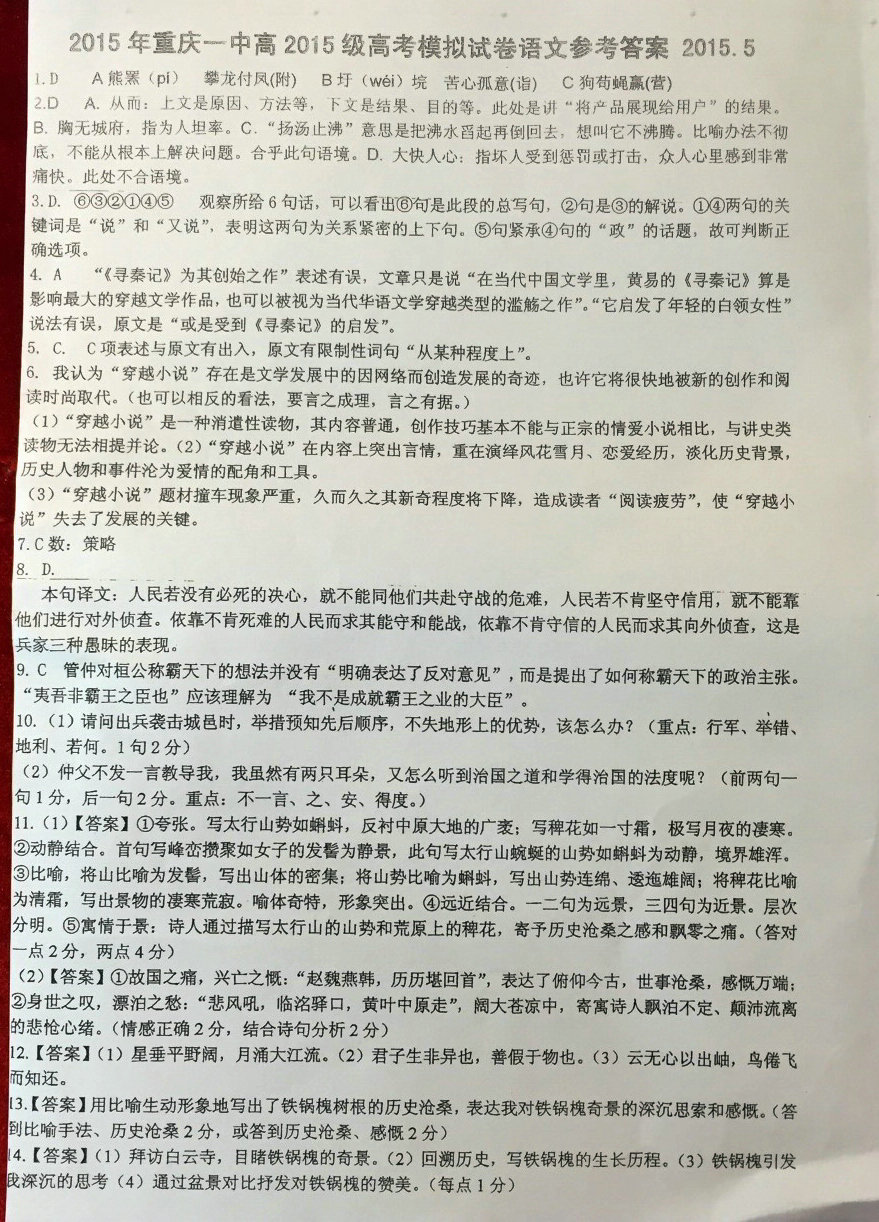 2015年重庆一中高2015级高考模拟试卷语文参考答案 2015.5
1.D A熊罴（pí） 攀龙付凤(附) B圩（wéi）垸 苦心孤意(诣) C狗苟蝇赢(营)
2.D A. 从而：上文是原因、方法等，下文是结果、目的等。此处是讲“将产品展现给用户”的结果。
B. 胸无城府，指为人坦率。C.“扬汤止沸”意思是把沸水舀起再倒回去，想叫它不沸腾。比喻办法不彻
底，不能从根本上解决问题。合乎此句语境。D. 大快人心：指坏人受到惩罚或打击，众人心里感到非常
痛快。此处不合语境。
3.D. ⑥③②①④⑤ 观察所给6句话，可以看出⑥句是此段的总写句，②句是③的解说。①④两句的关
键词是“说”和“又说”，表明这两句为关系紧密的上下句。⑤句紧承④句的“政”的话题，故可判断正
确选项。
4. A “《寻秦记》为其创始之作”表述有误，文章只是说“在当代中国文学里，黄易的《寻秦记》算是
影响最大的穿越文学作品，也可以被视为当代华语文学穿越类型的滥觞之作”。“它启发了年轻的白领女性”
说法有误，原文是“或是受到《寻秦记》的启发”。
5. C. C项表述与原文有出入，原文有限制性词句“从某种程度上”。
6. 我认为“穿越小说”存在是文学发展中的因网络而创造发展的奇迹，也许它将很快地被新的创作和阅
读时尚取代。（也可以相反的看法，要言之成理，言之有据。）
（1）“穿越小说”是一种消遣性读物，其内容普通，创作技巧基本不能与正宗的情爱小说相比，与讲史类
读物无法相提并论。（2）“穿越小说”在内容上突出言情，重在演绎风花雪月、恋爱经历，淡化历史背景，
历史人物和事件沦为爱情的配角和工具。
（3）“穿越小说”题材撞车现象严重，久而久之其新奇程度将下降，造成读者“阅读疲劳”，使“穿越小
说”失去了发展的关键。
7.C数：策略
8. D.
本句译文：人民若没有必死的决心，就不能同他们共赴守战的危难，人民若不肯坚守信用，就不能靠
他们进行对外侦查。依靠不肯死难的人民而求其能守和能战，依靠不肯守信的人民而求其向外侦查，这是
兵家三种愚昧的表现。
9. C 管仲对桓公称霸天下的想法并没有“明确表达了反对意见”，而是提出了如何称霸天下的政治主张。
“夷吾非霸王之臣也”应该理解为 “我不是成就霸王之业的大臣”。
10.（1）请问出兵袭击城邑时，举措预知先后顺序，不失地形上的优势，该怎么办？（重点：行军、举错、
地利、若何。1句2分）
（2）仲父不发一言教导我，我虽然有两只耳朵，又怎么听到治国之道和学得治国的法度呢？（前两句一
句1分，后一句2分。重点：不一言、之、安、得度。）
11.（1）【答案】①夸张。写太行山势如蝌蚪，反衬中原大地的广袤；写稗花如一寸霜，极写月夜的凄寒。
②动静结合。首句写峰峦攒聚如女子的发髻为静景，此句写太行山蜿蜒的山势如蝌蚪为动静，境界雄浑。
③比喻，将山比喻为发髻，写出山体的密集；将山势比喻为蝌蚪，写出山势连绵、逶迤雄阔；将稗花比喻
为清霜，写出景物的凄寒荒寂。喻体奇特，形象突出。④远近结合。一二句为远景，三四句为近景。层次
分明。⑤寓情于景：诗人通过描写太行山的山势和荒原上的稗花，寄予历史沧桑之感和飘零之痛。（答对
一点2分，两点4分）
（2）【答案】①故国之痛，兴亡之慨：“赵魏燕韩，历历堪回首”，表达了俯仰今古，世事沧桑，感慨万端；
②身世之叹，漂泊之愁：“悲风吼，临洺驿口，黄叶中原走”，阔大苍凉中，寄寓诗人飘泊不定、颠沛流离
的悲怆心绪。（情感正确2分，结合诗句分析2分）
12.【答案】（1）星垂平野阔，月涌大江流。（2）君子生非异也，善假于物也。（3）云无心以出岫，鸟倦飞
而知还。
13.【答案】用比喻生动形象地写出了铁锅槐树根的历史沧桑，表达我对铁锅槐奇景的深沉思索和感慨。（答
到比喻手法、历史沧桑2分，或答到历史沧桑、感慨2分）
14.【答案】（1）拜访白云寺，目睹铁锅槐的奇景。（2）回溯历史，写铁锅槐的生长历程。（3）铁锅槐引发
我深沉的思考（4）通过盆景对比抒发对铁锅槐的赞美。（每点1分）